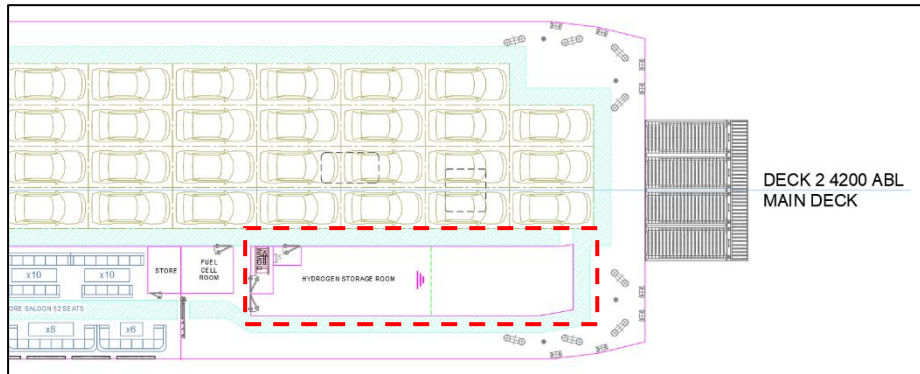 DECK 2 4200 ABL
MAIN DECK
STORE
FUEL
CELL
ROOM
HYDROGEN STORAGE ROOM
DOWN
x10
x10
ORE SALOON 52 SEATS
x8
x6